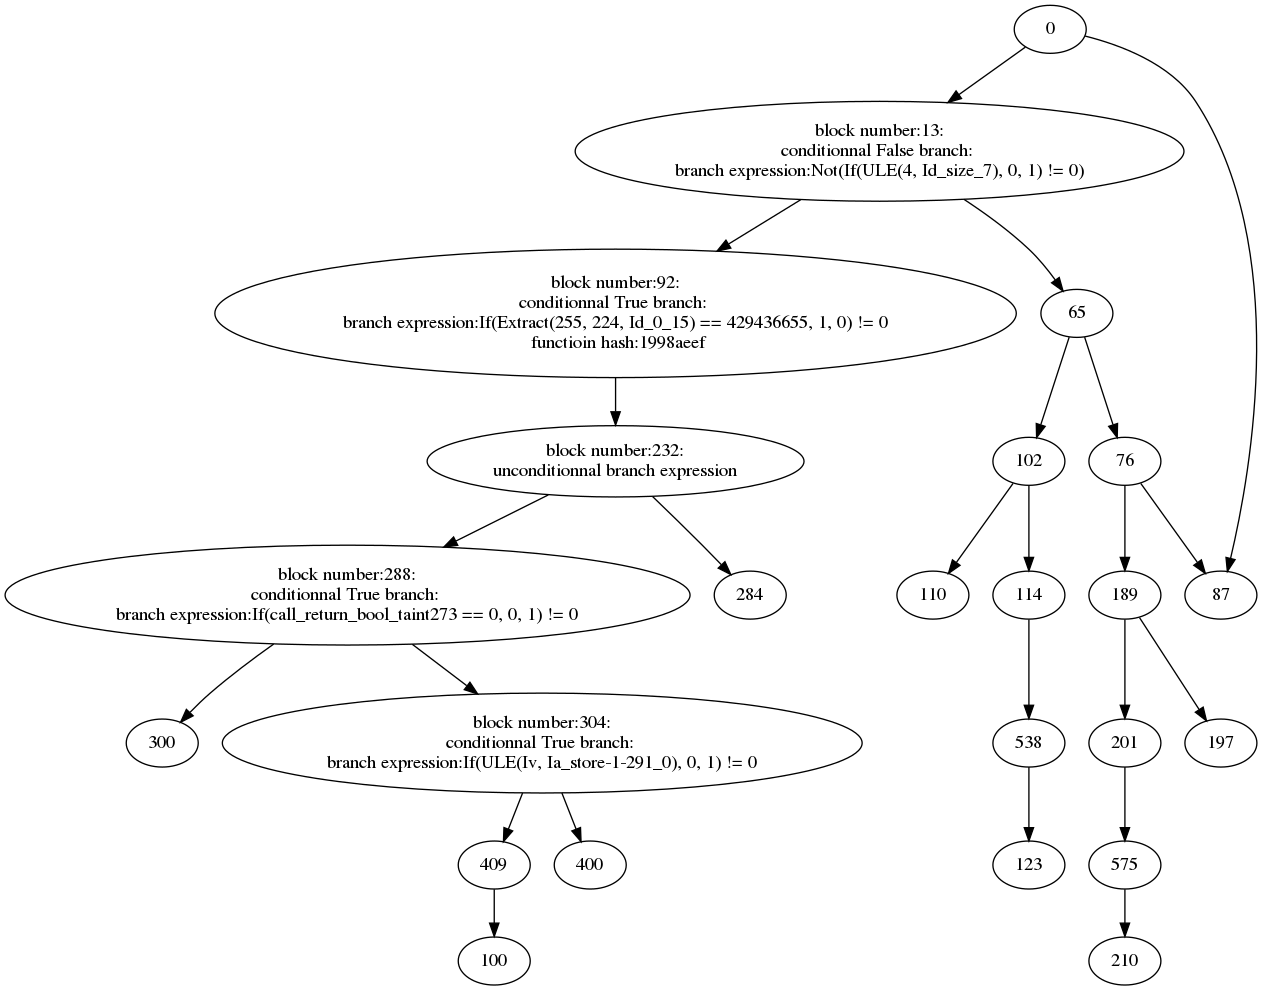 0
block number:13:
conditionnal False branch:
branch expression:Not(If(ULE(4, Id_size_7), 0, 1) != 0)
block number:92:
conditionnal True branch:
branch expression:If(Extract(255, 224, Id_0_15) == 429436655, 1, 0) != 0
functioin hash:1998aeef
65
block number:232:
unconditionnal branch expression
102
76
block number:288:
conditionnal True branch:
branch expression:If(call_return_bool_taint273 == 0, 0, 1) != 0
284
110
114
189
87
300
block number:304:
conditionnal True branch:
branch expression:If(ULE(Iv, Ia_store-1-291_0), 0, 1) != 0
538
201
197
409
400
123
575
100
210